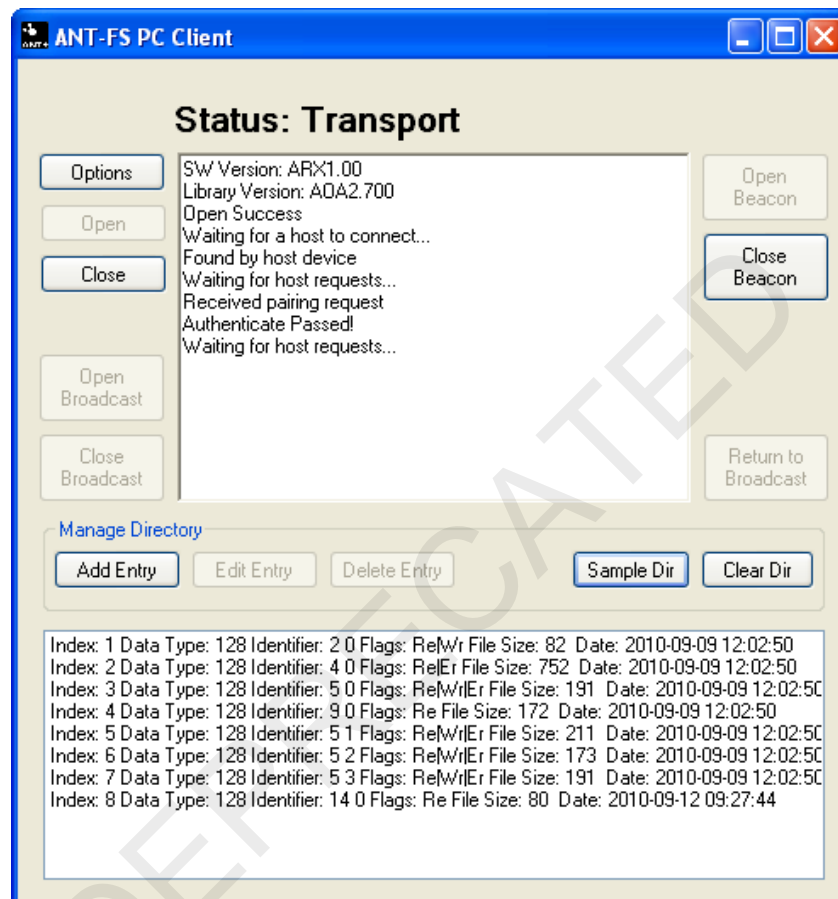 ANT-FS PC Client
Status: Transport
Options
Open
Close
Open
Broadcast
Close
Broadcast
SW Version: ARX1.00
Library Version: AOA2.700
Open Success
Waiting for a host to connect...
Found by host device
Waiting for host requests...
Received pairing request
Authenticate Passed!
Waiting for host requests...
Open
Beacon
Close
Beacon
Return to
Broadcast
Manage Directory
Add Entry
Edit Entry
Delete Entry
Sample Dir
Clear Dir
Index: 1 Data Type: 128 Identifier: 2 0 Flags: Re|Wr File Size: 82 Date: 2010-09-09 12:02:50
Index: 2 Data Type: 128 Identifier: 4 0 Flags: Re|Er File Size: 752 Date: 2010-09-09 12:02:50
Index: 3 Data Type: 128 Identifier: 5 0 Flags: Re|Wr|Er File Size: 191 Date: 2010-09-09 12:02:50
Index: 4 Data Type: 128 Identifier: 9 0 Flags: Re File Size: 172 Date: 2010-09-09 12:02:50
Index: 5 Data Type: 128 Identifier: 5 1 Flags: Re|Wr|Er File Size: 211 Date: 2010-09-09 12:02:50
Index: 6 Data Type: 128 Identifier: 5 2 Flags: Re|Wr|Er File Size: 173 Date: 2010-09-09 12:02:50
Index: 7 Data Type: 128 Identifier: 5 3 Flags: Re|Wr|Er File Size: 191 Date: 2010-09-09 12:02:50
Index: 8 Data Type: 128 Identifier: 14 0 Flags: Re File Size: 80 Date: 2010-09-12 09:27:44
DEPRECATED